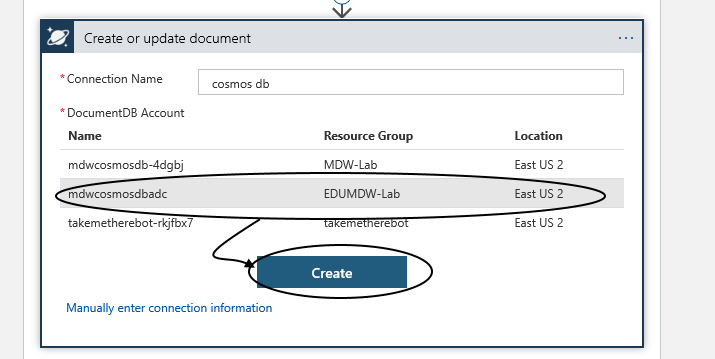 Create or update document
* Connection Name cosmos db
* DocumentDB Account
Name Resource Group Location
mdwcosmosdb-4dgbj MDW-Lab East US 2
mdwcosmosdbadc EDUMDW-Lab East US 2
takemetherebot-rkjfbx7 takemetherebot East US 2
Create
Manually enter connection information